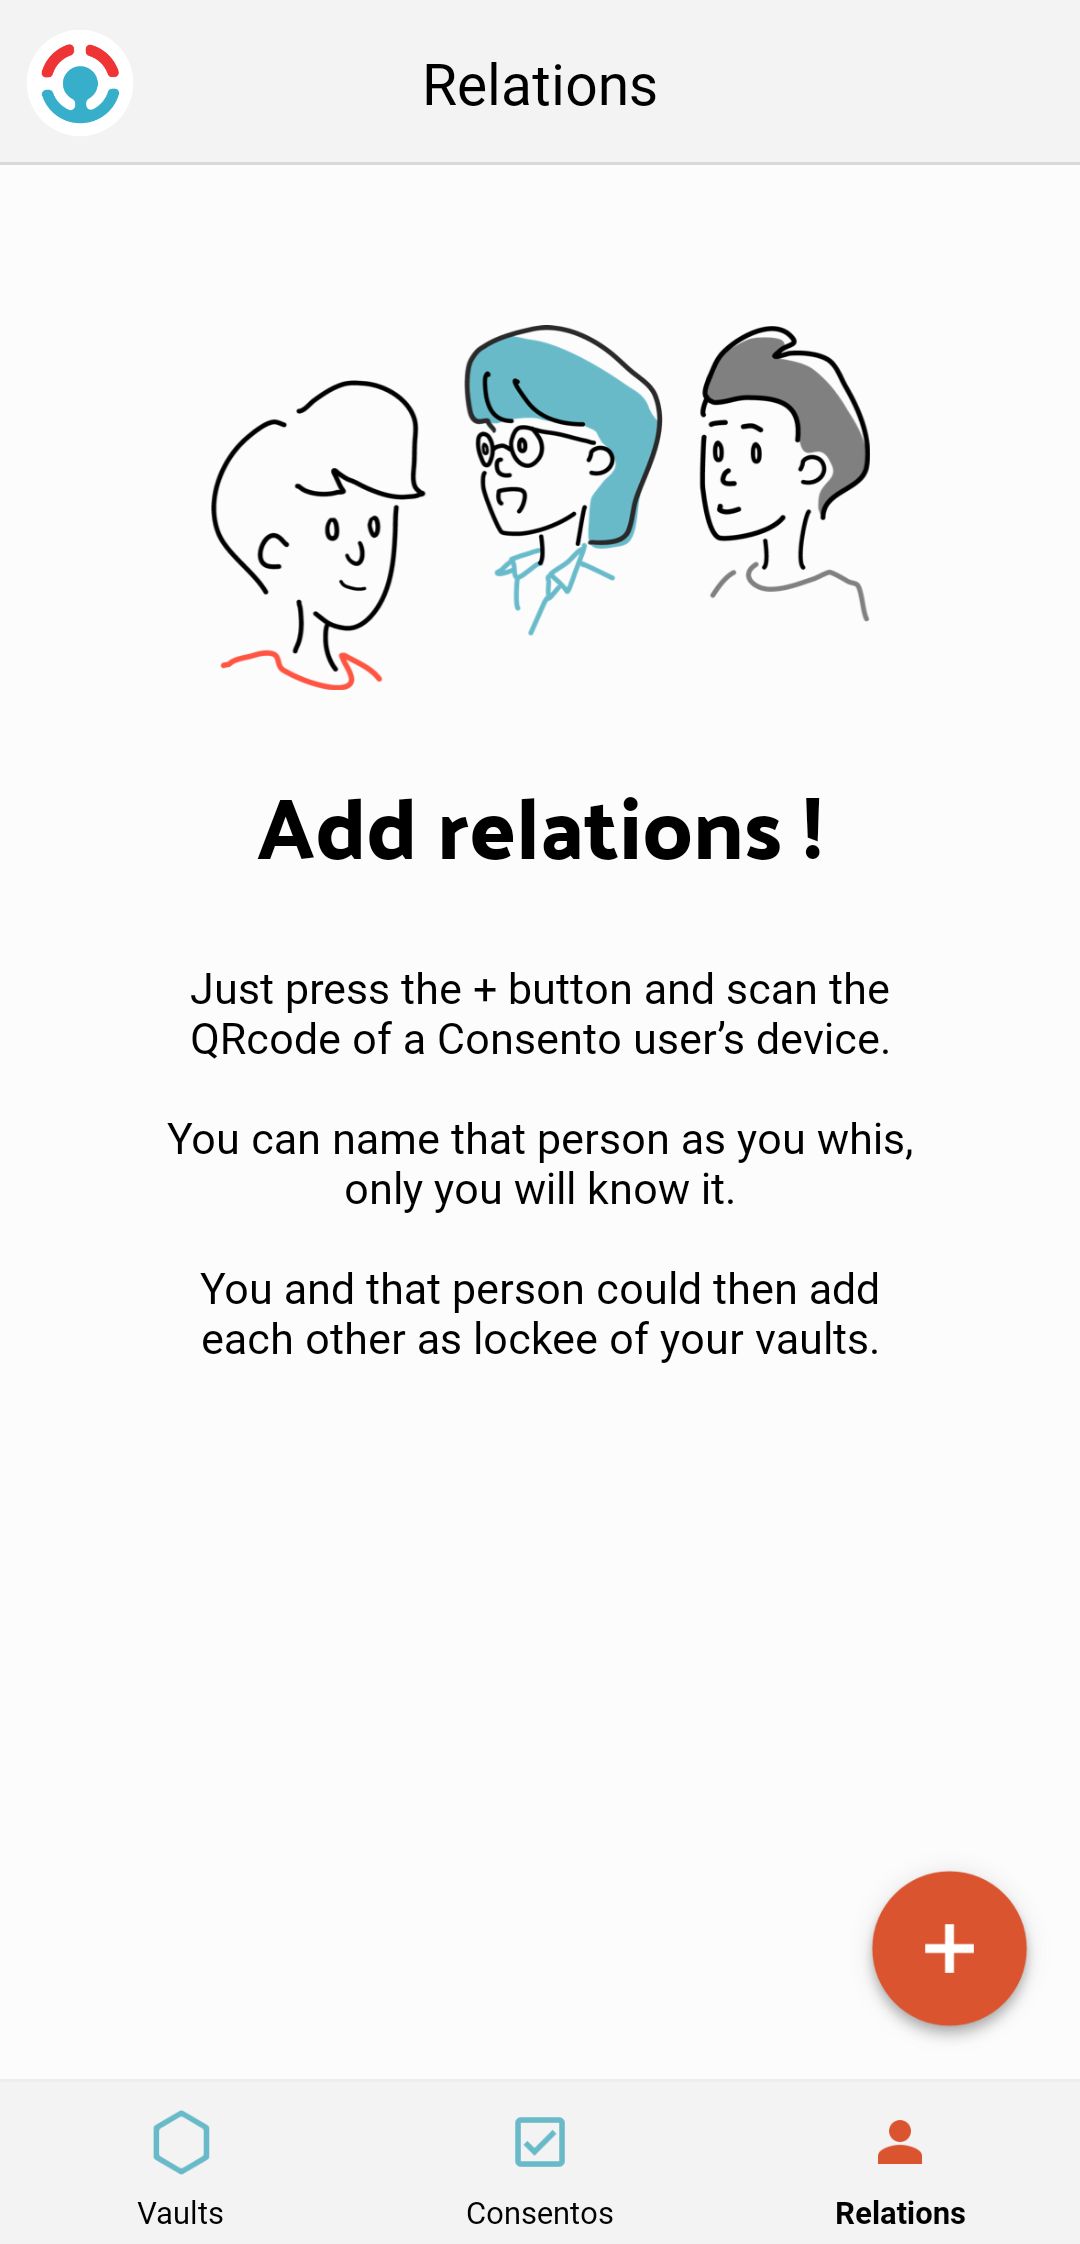 Relations
Add relations !
Just press the + button and scan the
QRcode of a Consento user’s device.
You can name that person as you whis,
only you will know it.
You and that person could then add
each other as lockee of your vaults.
Vaults
Consentos
Relations